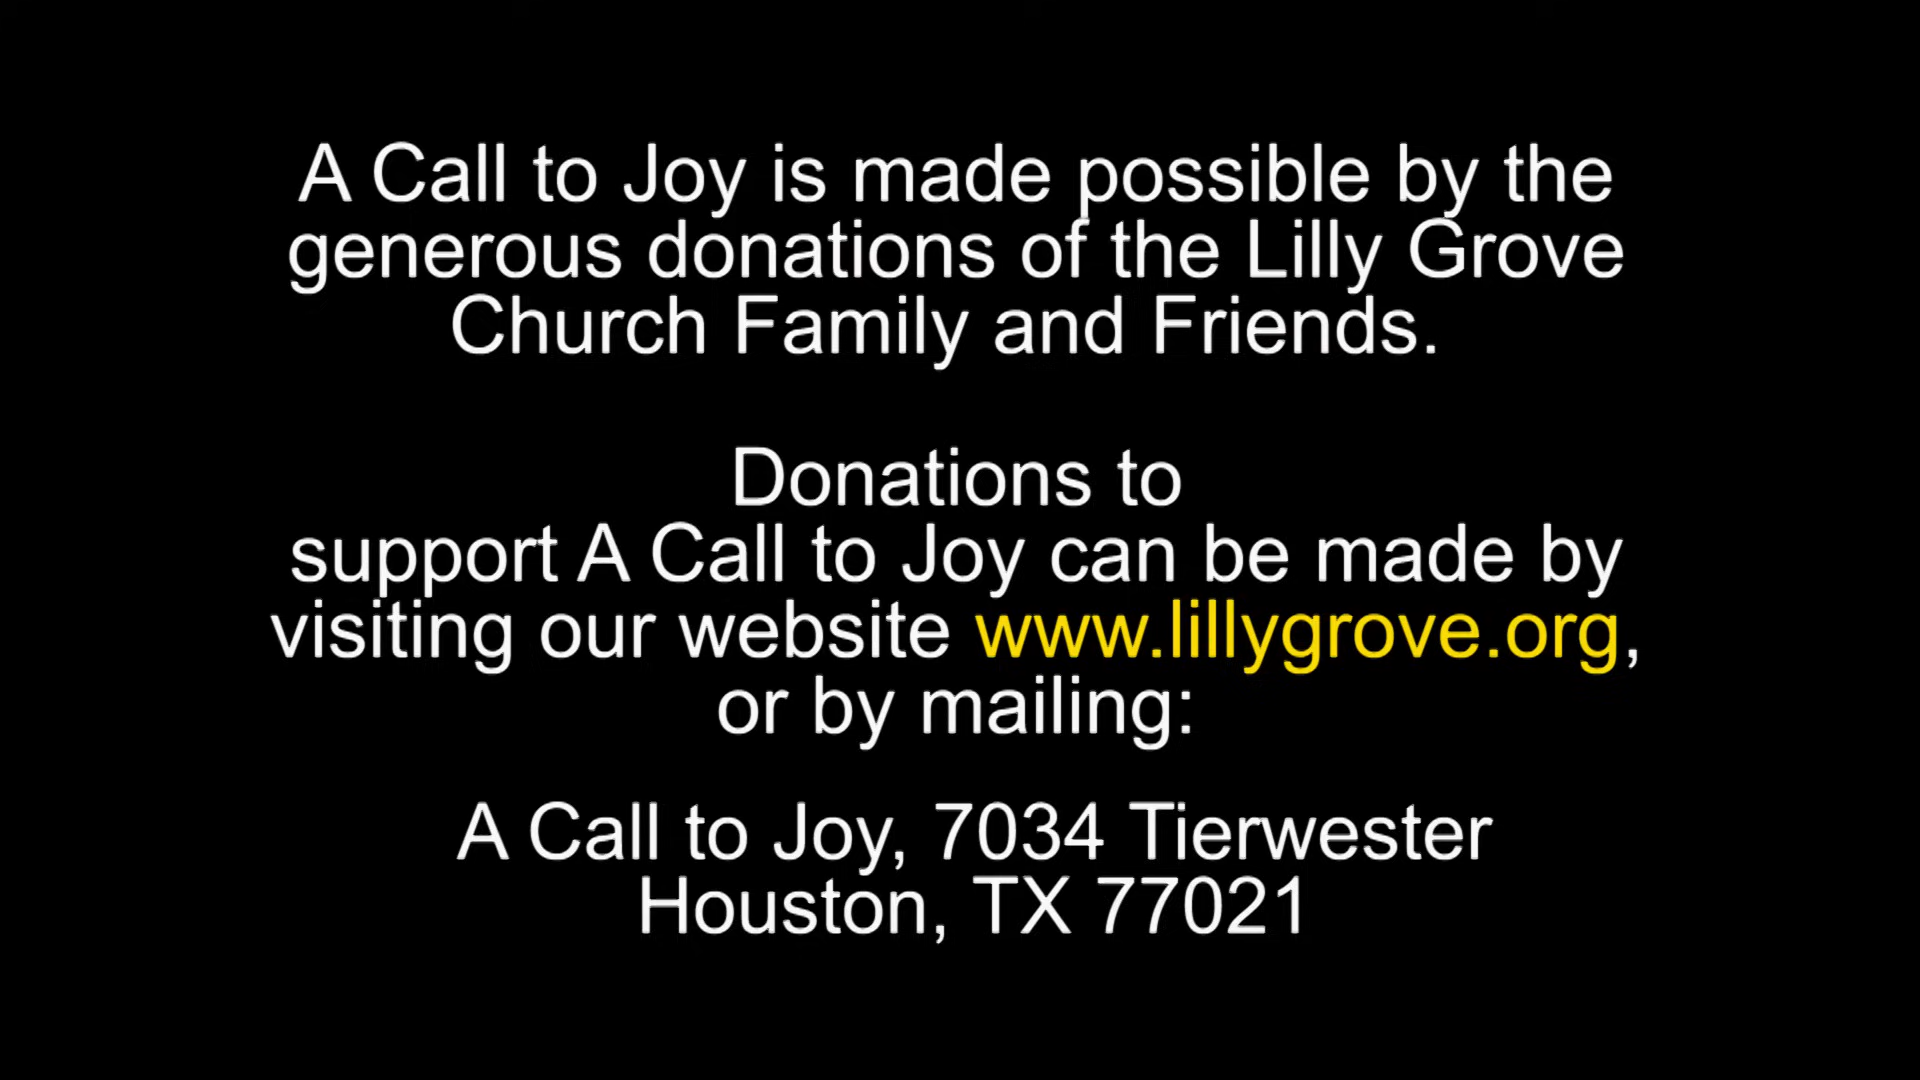 A Call to Joy is made possible by the
generous donations of the Lilly Grove
Church Family and Friends.
Donations to
support A Call to Joy can be made by
visiting our website www.lillygrove.org,
or by mailing:
A Call to Joy, 7034 Tierwester
Houston, TX 77021